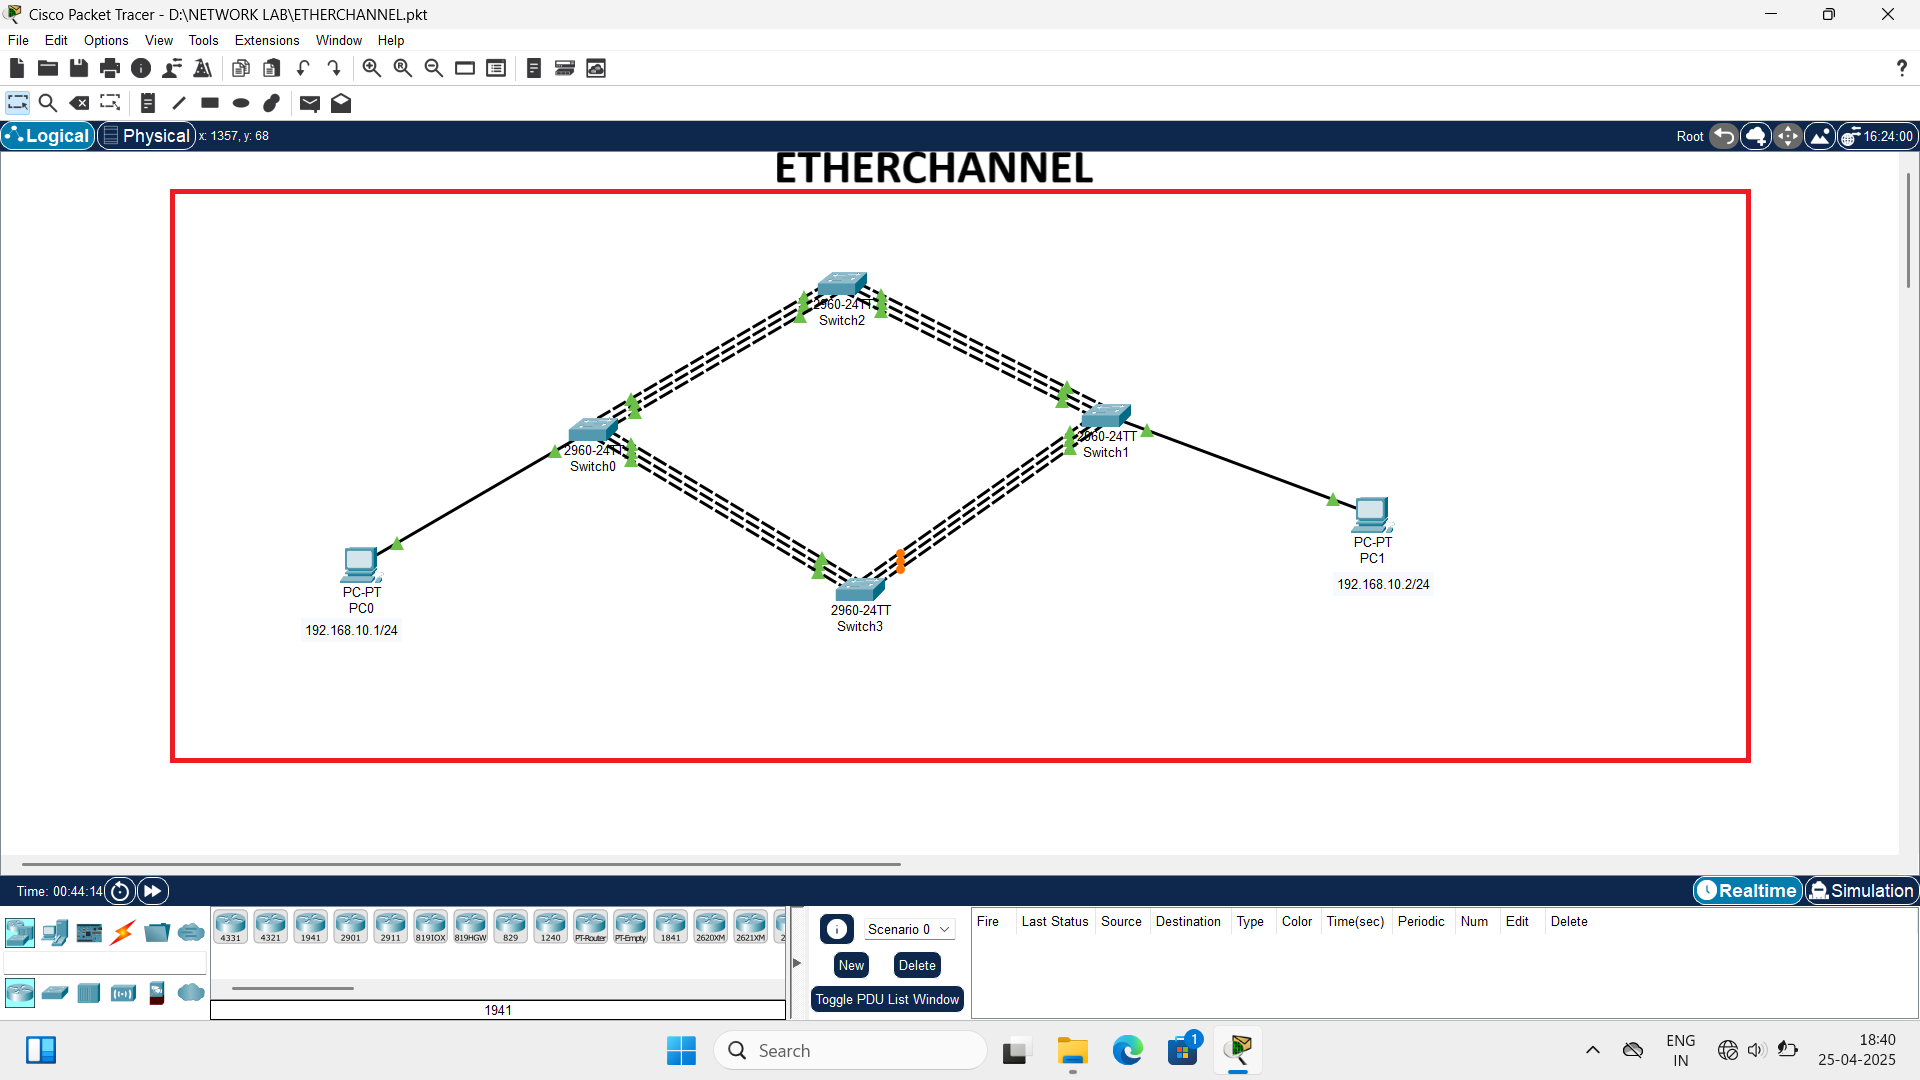 Cisco Packet Tracer - D:\NETWORK LAB\ETHERCHANNEL.pkt
File Edit Options View Tools Extensions Window Help
?
Logical Physical x: 1357, y: 68 Root 16:24:00
ETHERCHANNEL
2960-24TT
Switch2
2960-24TT
Switch0
2960-24TT
Switch1
PC-PT
PC0
192.168.10.1/24
PC-PT
PC1
192.168.10.2/24
2960-24TT
Switch3
Time: 00:44:14 Realtime Simulation
4331 4321 1941 2901 2911 819IOX 819HGW 829 1240 PT-Router PT-Empty 1841 2620XM 2621XM 2
1941
Scenario 0
New Delete
Toggle PDU List Window
Fire Last Status Source Destination Type Color Time(sec) Periodic Num Edit Delete
Search
1
ENG
IN
18:40
25-04-2025